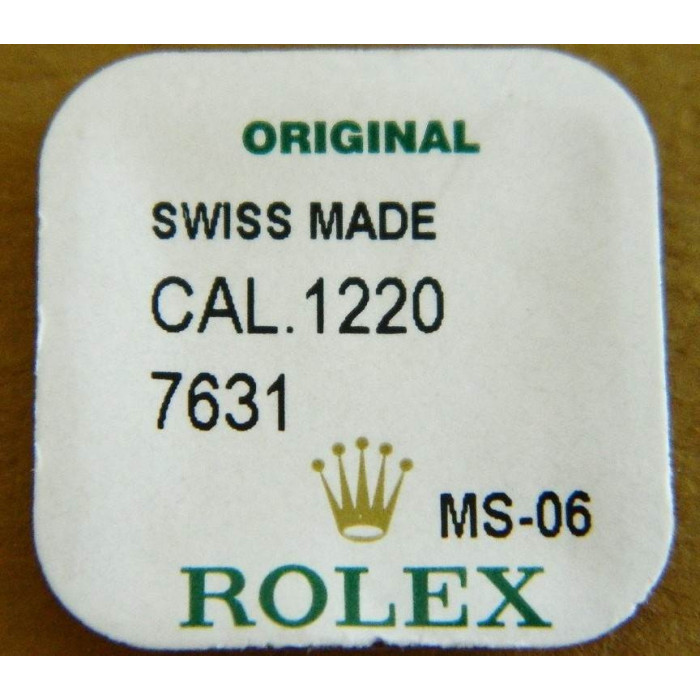 ORIGINAL
SWISS MADE
CAL.1220
7631
MS-06
ROLEX